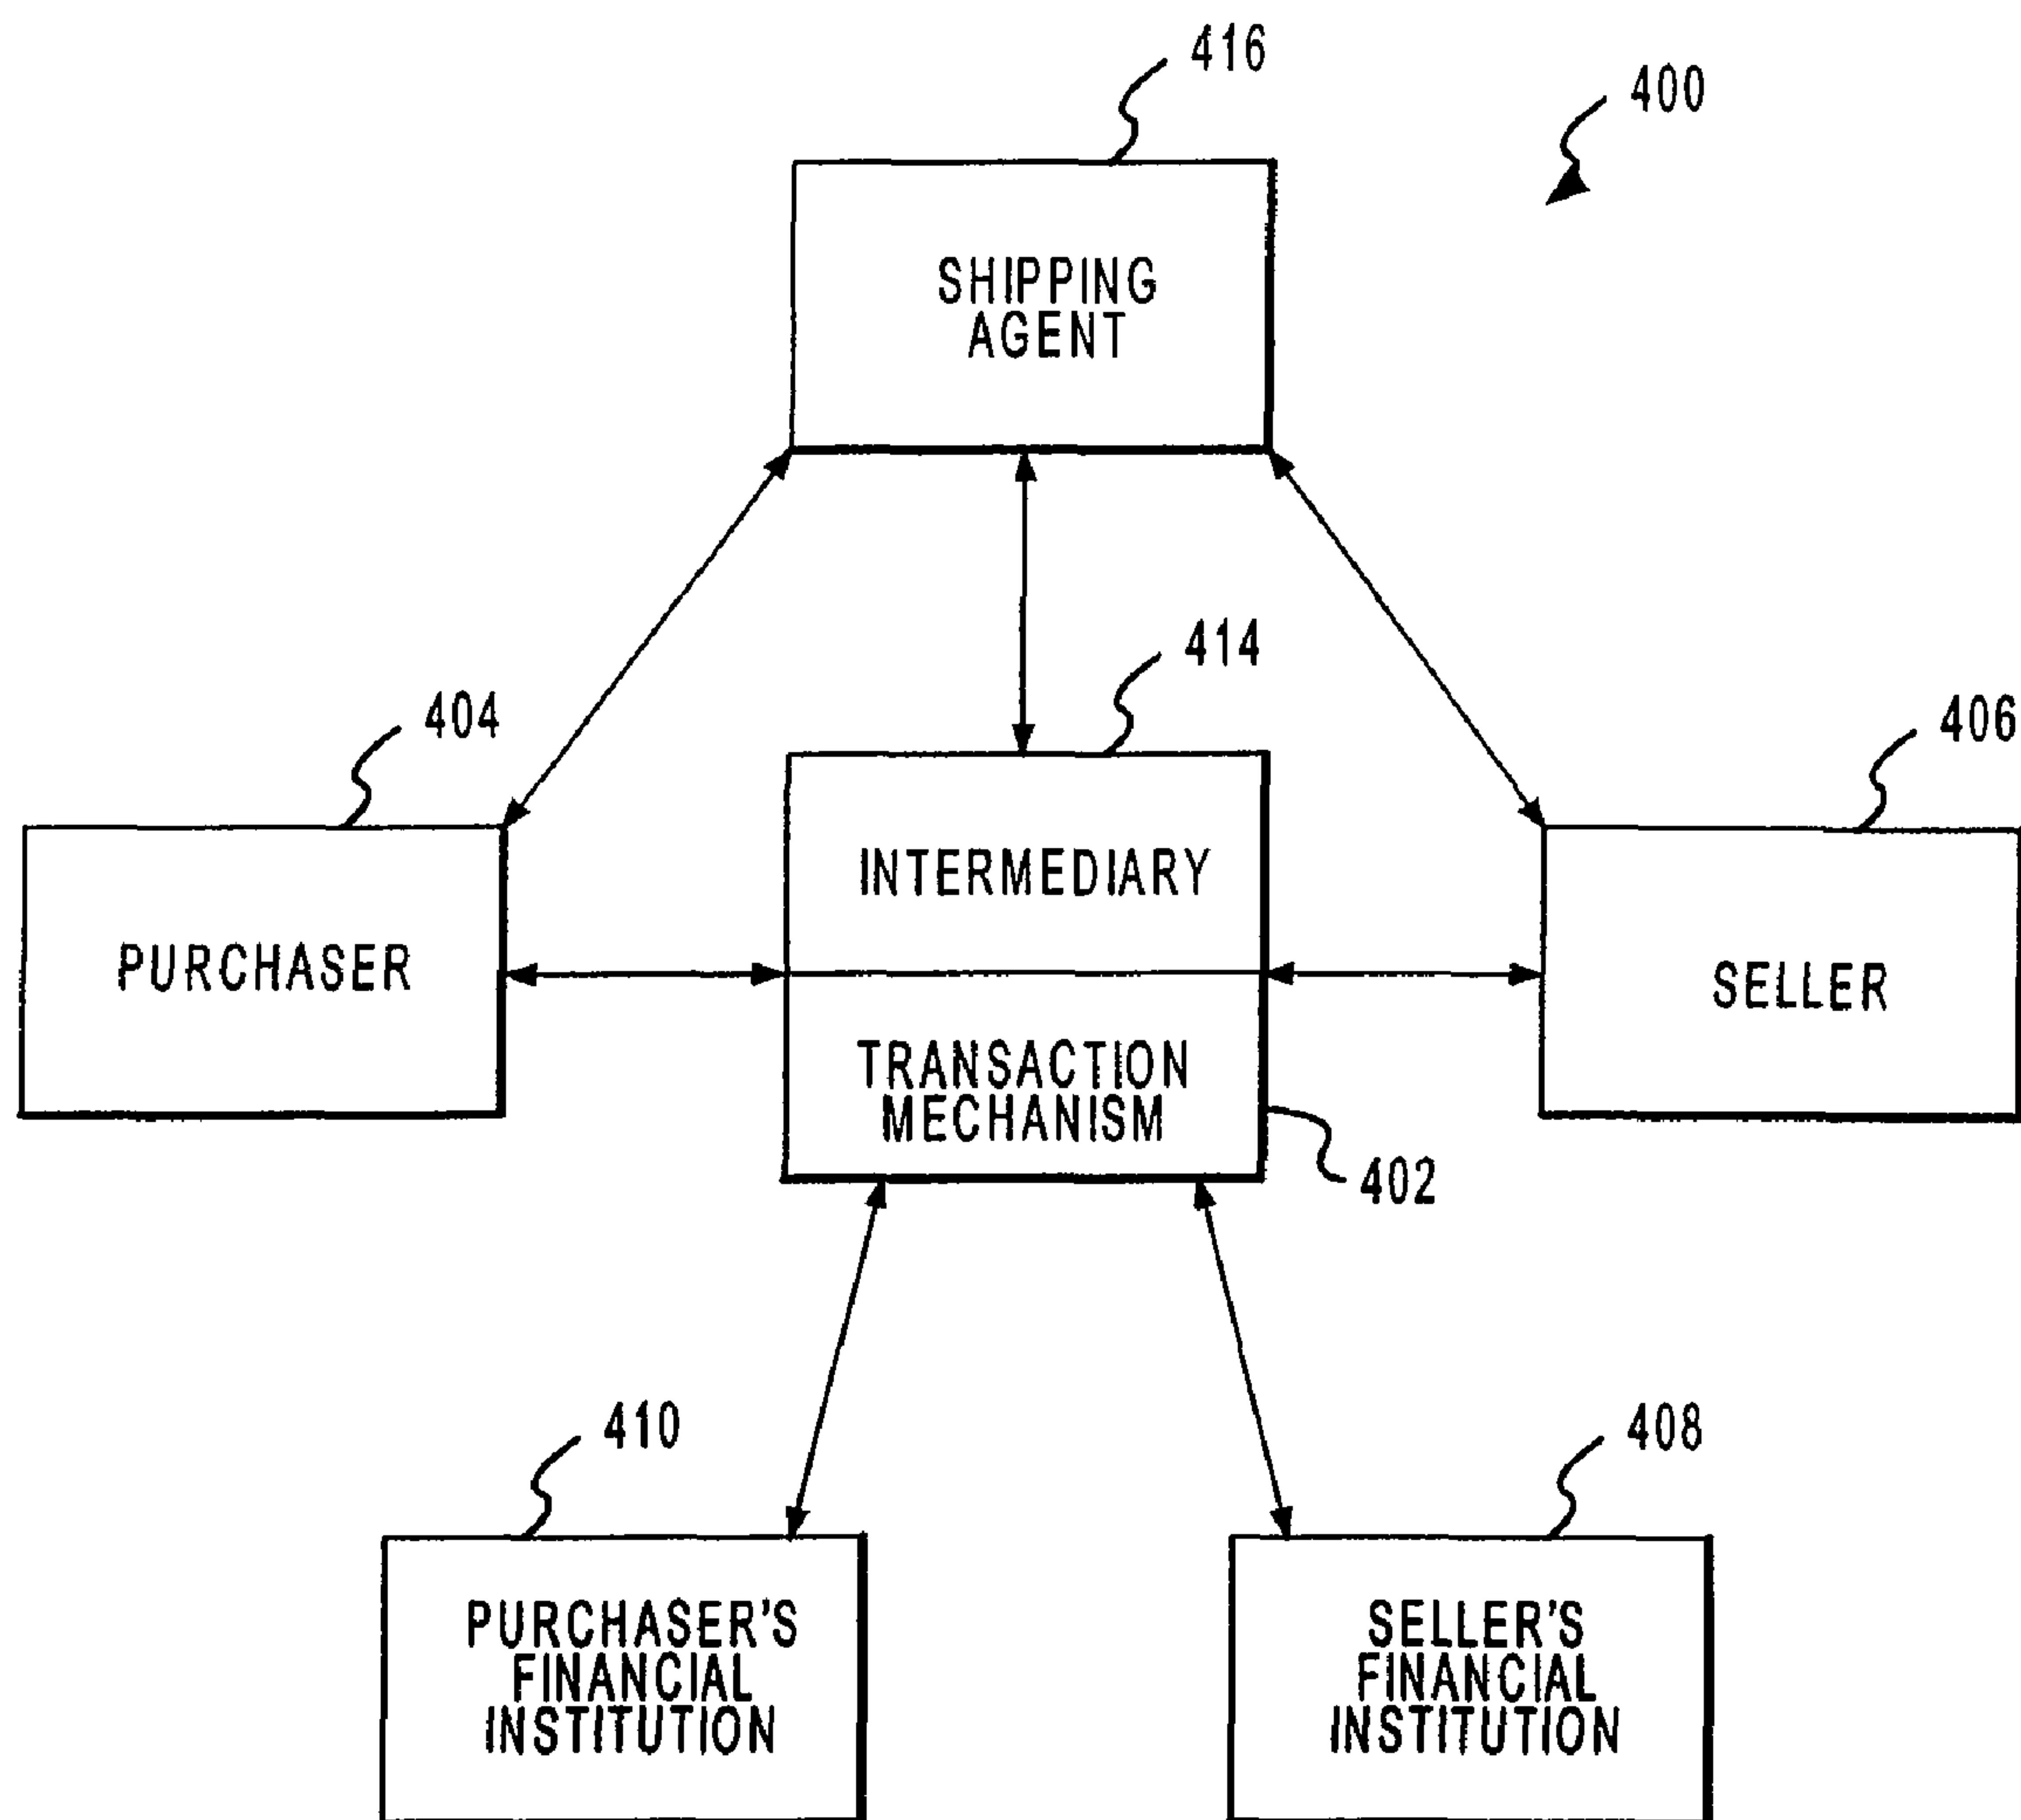 416
400
SHIPPING
AGENT
414
404
406
INTERMEDIARY
PURCHASER
SELLER
TRANSACTION
MECHANISM
402
410
408
PURCHASER'S
FINANCIAL
INSTITUTION
SELLER'S
FINANCIAL
INSTITUTION